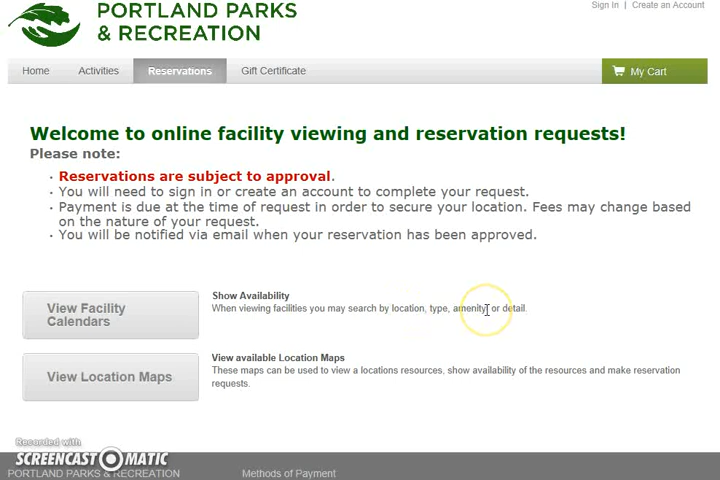 Sign In | Create an Account
PORTLAND PARKS
& RECREATION
Home Activities Reservations Gift Certificate My Cart
Welcome to online facility viewing and reservation requests!
Please note:
• Reservations are subject to approval.
• You will need to sign in or create an account to complete your request.
• Payment is due at the time of request in order to secure your location. Fees may change based
on the nature of your request.
• You will be notified via email when your reservation has been approved.
View Facility
Calendars
Show Availability
When viewing facilities you may search by location, type, amenity or detail.
View Location Maps
View available Location Maps
These maps can be used to view a locations resources, show availability of the resources and make reservation
requests.
Recorded with
SCREENCAST-O-MATIC
PORTLAND PARKS & RECREATION Methods of Payment